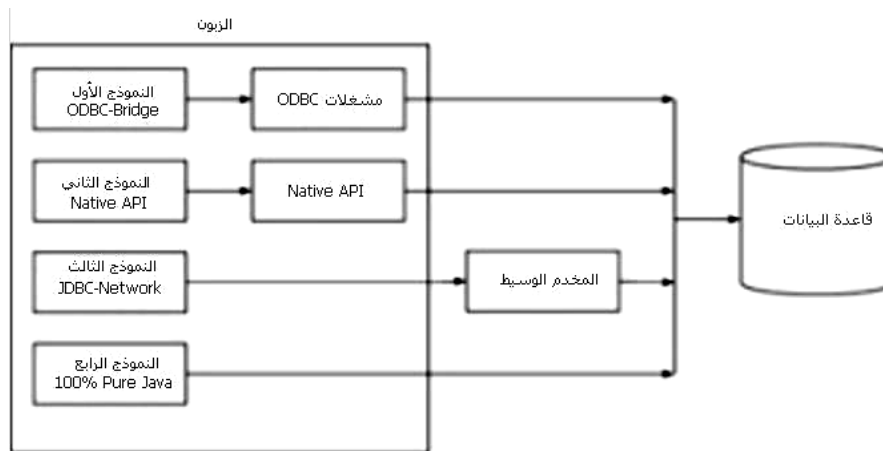 الزبون
النموذج الأول
ODBC-Bridge
مشغلات ODBC
النموذج الثاني
Native API
Native API
النموذج الثالث
JDBC-Network
المخدم الوسيط
النموذج الرابع
100% Pure Java
قاعدة البيانات